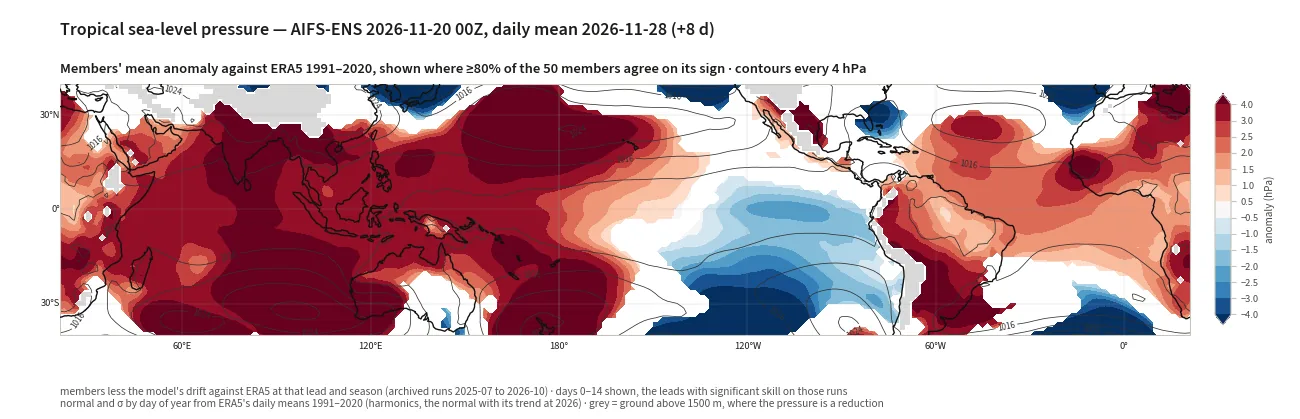 Tropical sea-level pressure — AIFS-ENS 2026-11-20 00Z, daily mean 2026-11-28 (+8 d)
Members' mean anomaly against ERA5 1991–2020, shown where ≥80% of the 50 members agree on its sign · contours every 4 hPa
1024
1016
1016
1016
1016
1016
1016
1016
30°N
0°
30°S
60°E
120°E
180°
120°W
60°W
0°
4.0
3.0
2.0
1.5
1.0
0.5
−0.5
−1.0
−1.5
−2.0
−3.0
−4.0
anomaly (hPa)
members less the model's drift against ERA5 at that lead and season (archived runs 2025-07 to 2026-10) · days 0–14 shown, the leads with significant skill on those runs
normal and σ by day of year from ERA5's daily means 1991–2020 (harmonics, the normal with its trend at 2026) · grey = ground above 1500 m, where the pressure is a reduction